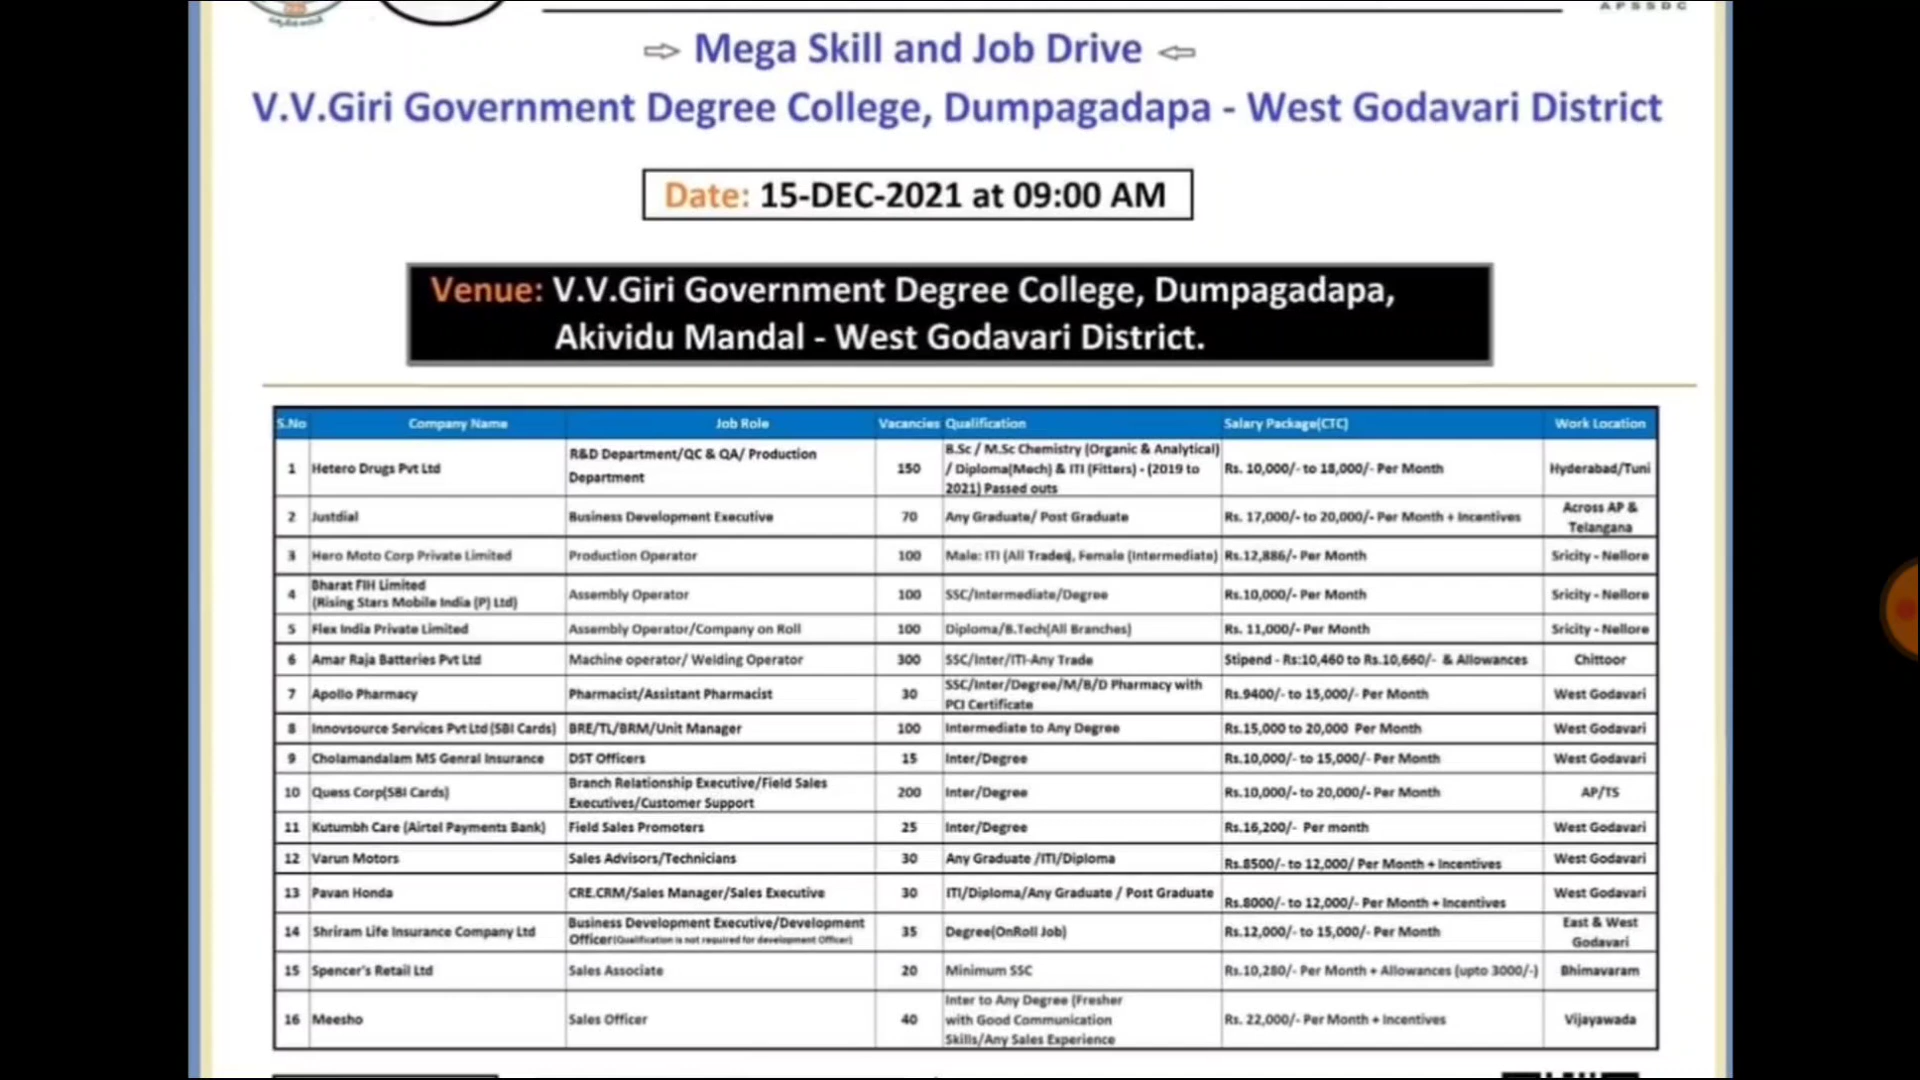 APSSDC
⇨ Mega Skill and Job Drive ⇦
V.V.Giri Government Degree College, Dumpagadapa - West Godavari District
Date: 15-DEC-2021 at 09:00 AM
Venue: V.V.Giri Government Degree College, Dumpagadapa,
Akividu Mandal - West Godavari District.
S.No Company Name Job Role Vacancies Qualification Salary Package(CTC) Work Location
1 Hetero Drugs Pvt Ltd R&D Department/QC & QA/ Production Department 150 B.Sc / M.Sc Chemistry (Organic & Analytical) / Diploma(Mech) & ITI (Fitters) - (2019 to 2021) Passed outs Rs. 10,000/- to 18,000/- Per Month Hyderabad/Tuni
2 Justdial Business Development Executive 70 Any Graduate/ Post Graduate Rs. 17,000/- to 20,000/- Per Month + Incentives Across AP & Telangana
3 Hero Moto Corp Private Limited Production Operator 100 Male: ITI (All Trades), Female (Intermediate) Rs.12,886/- Per Month Sricity - Nellore
4 Bharat FIH Limited (Rising Stars Mobile India (P) Ltd) Assembly Operator 100 SSC/Intermediate/Degree Rs.10,000/- Per Month Sricity - Nellore
5 Flex India Private Limited Assembly Operator/Company on Roll 100 Diploma/B.Tech(All Branches) Rs. 11,000/- Per Month Sricity - Nellore
6 Amar Raja Batteries Pvt Ltd Machine operator/ Welding Operator 300 SSC/Inter/ITI-Any Trade Stipend - Rs:10,460 to Rs.10,660/- & Allowances Chittoor
7 Apollo Pharmacy Pharmacist/Assistant Pharmacist 30 SSC/Inter/Degree/M/B/D Pharmacy with PCI Certificate Rs.9400/- to 15,000/- Per Month West Godavari
8 Innovsource Services Pvt Ltd (SBI Cards) BRE/TL/BRM/Unit Manager 100 Intermediate to Any Degree Rs.15,000 to 20,000 Per Month West Godavari
9 Cholamandalam MS Genral Insurance DST Officers 15 Inter/Degree Rs.10,000/- to 15,000/- Per Month West Godavari
10 Quess Corp(SBI Cards) Branch Relationship Executive/Field Sales Executives/Customer Support 200 Inter/Degree Rs.10,000/- to 20,000/- Per Month AP/TS
11 Kutumbh Care (Airtel Payments Bank) Field Sales Promoters 25 Inter/Degree Rs.16,200/- Per month West Godavari
12 Varun Motors Sales Advisors/Technicians 30 Any Graduate /ITI/Diploma Rs.8500/- to 12,000/ Per Month + Incentives West Godavari
13 Pavan Honda CRE.CRM/Sales Manager/Sales Executive 30 ITI/Diploma/Any Graduate / Post Graduate Rs.8000/- to 12,000/- Per Month + Incentives West Godavari
14 Shriram Life Insurance Company Ltd Business Development Executive/Development Officer(Qualification is not required for development Officer) 35 Degree(OnRoll Job) Rs.12,000/- to 15,000/- Per Month East & West Godavari
15 Spencer's Retail Ltd Sales Associate 20 Minimum SSC Rs.10,280/- Per Month + Allowances (upto 3000/-) Bhimavaram
16 Meesho Sales Officer 40 Inter to Any Degree (Fresher with Good Communication Skills/Any Sales Experience Rs. 22,000/- Per Month + Incentives Vijayawada